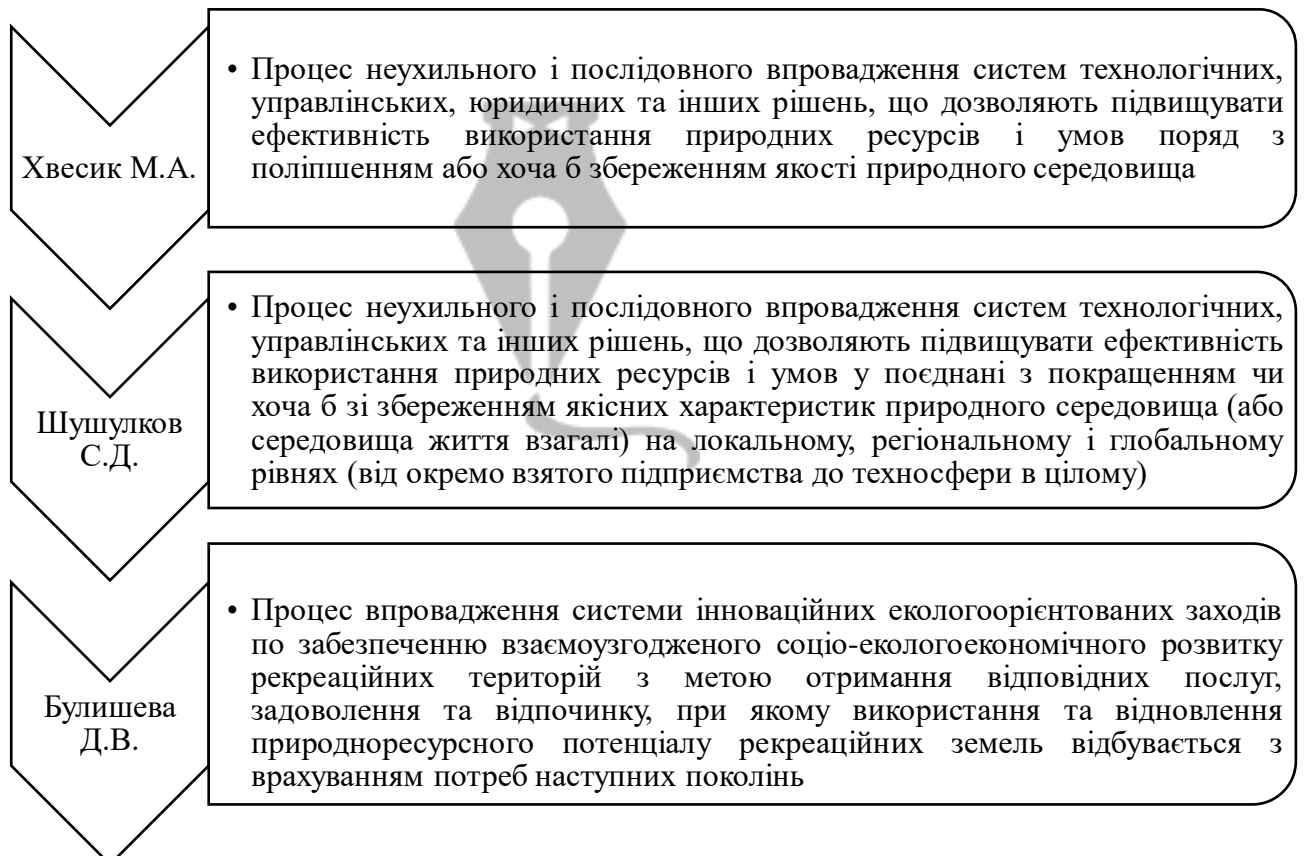 Хвесик М.А.
• Процес неухильного і послідовного впровадження систем технологічних,
управлінських, юридичних та інших рішень, що дозволяють підвищувати
ефективність використання природних ресурсів і умов поряд з
поліпшенням або хоча б збереженням якості природного середовища
Шушулков
С.Д.
• Процес неухильного і послідовного впровадження систем технологічних,
управлінських та інших рішень, що дозволяють підвищувати ефективність
використання природних ресурсів і умов у поєднані з покращенням чи
хоча б зі збереженням якісних характеристик природного середовища (або
середовища життя взагалі) на локальному, регіональному і глобальному
рівнях (від окремо взятого підприємства до техносфери в цілому)
Булишева
Д.В.
• Процес впровадження системи інноваційних екологоорієнтованих заходів
по забезпеченню взаємоузгодженого соціо-екологоекономічного розвитку
рекреаційних територій з метою отримання відповідних послуг,
задоволення та відпочинку, при якому використання та відновлення
природноресурсного потенціалу рекреаційних земель відбувається з
врахуванням потреб наступних поколінь